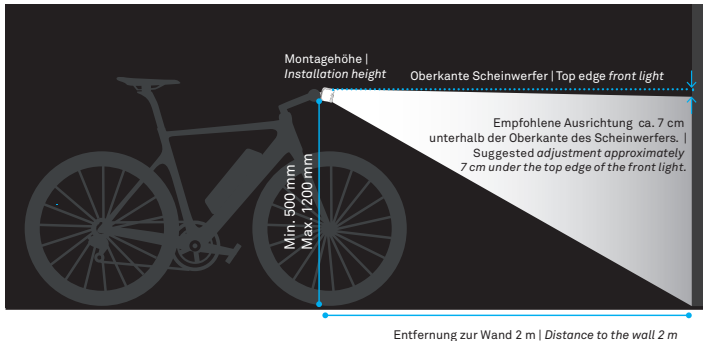 Montagehöhe |
Installation height
Oberkante Scheinwerfer | Top edge front light
Empfohlene Ausrichtung ca. 7 cm
unterhalb der Oberkante des Scheinwerfers. |
Suggested adjustment approximately
7 cm under the top edge of the front light.
Min. 500 mm
Max. 1200 mm
Entfernung zur Wand 2 m | Distance to the wall 2 m